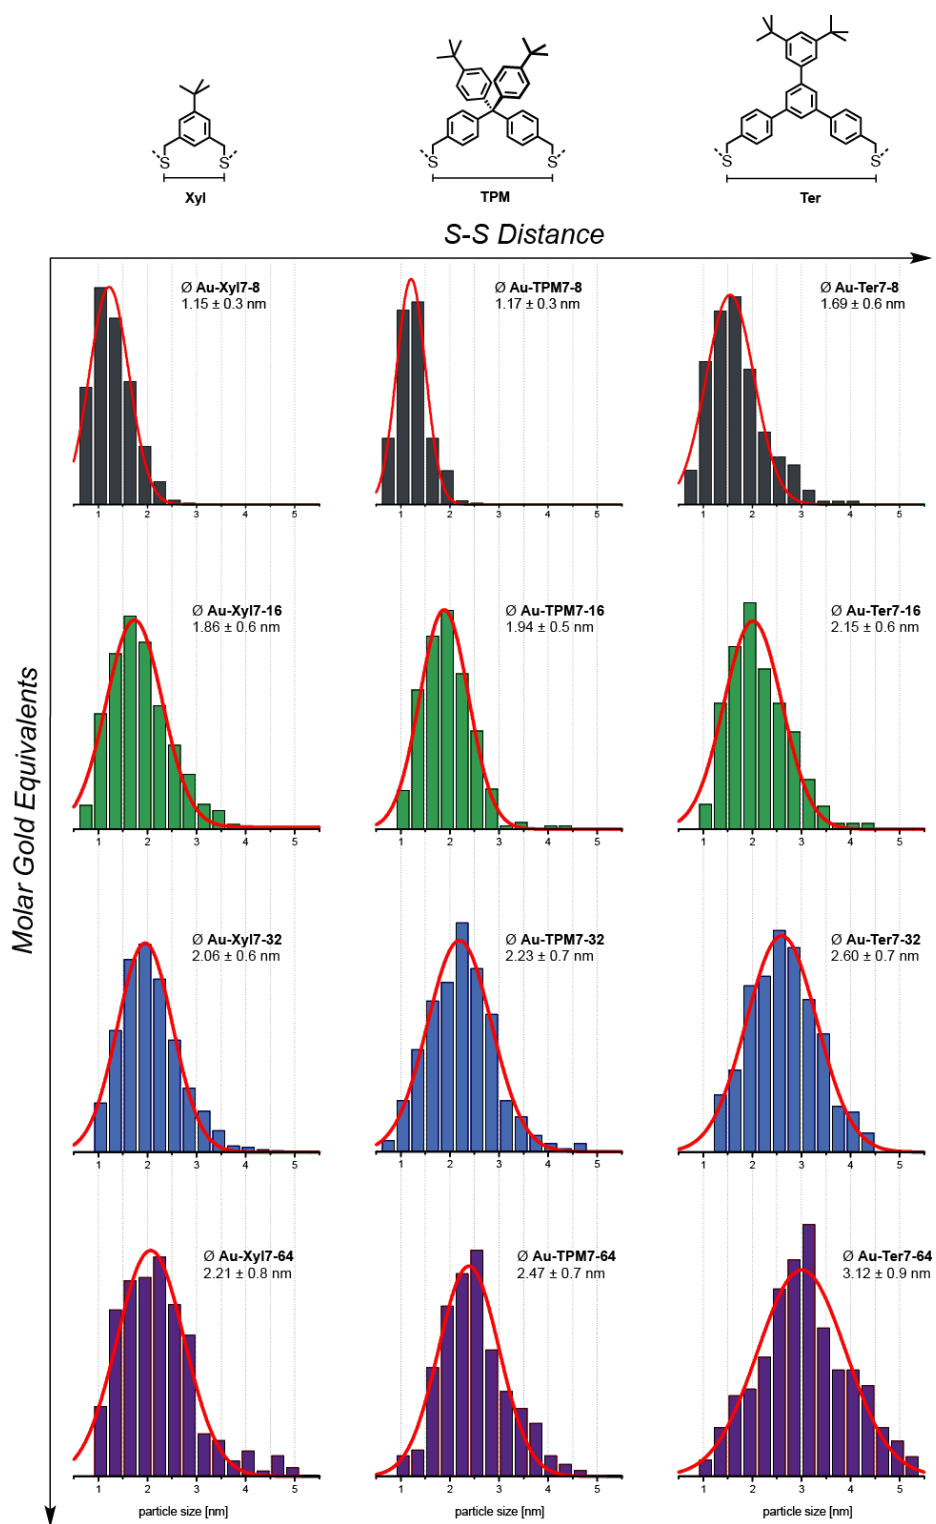 S S
Xyl
S S
TPM
S S
Ter
S-S Distance
Molar Gold Equivalents
Ø Au-Xyl7-8
1.15 ± 0.3 nm
1 2 3 4 5
Ø Au-TPM7-8
1.17 ± 0.3 nm
1 2 3 4 5
Ø Au-Ter7-8
1.69 ± 0.6 nm
1 2 3 4 5
Ø Au-Xyl7-16
1.86 ± 0.6 nm
1 2 3 4 5
Ø Au-TPM7-16
1.94 ± 0.5 nm
1 2 3 4 5
Ø Au-Ter7-16
2.15 ± 0.6 nm
1 2 3 4 5
Ø Au-Xyl7-32
2.06 ± 0.6 nm
1 2 3 4 5
Ø Au-TPM7-32
2.23 ± 0.7 nm
1 2 3 4 5
Ø Au-Ter7-32
2.60 ± 0.7 nm
1 2 3 4 5
Ø Au-Xyl7-64
2.21 ± 0.8 nm
1 2 3 4 5
particle size [nm]
Ø Au-TPM7-64
2.47 ± 0.7 nm
1 2 3 4 5
particle size [nm]
Ø Au-Ter7-64
3.12 ± 0.9 nm
1 2 3 4 5
particle size [nm]